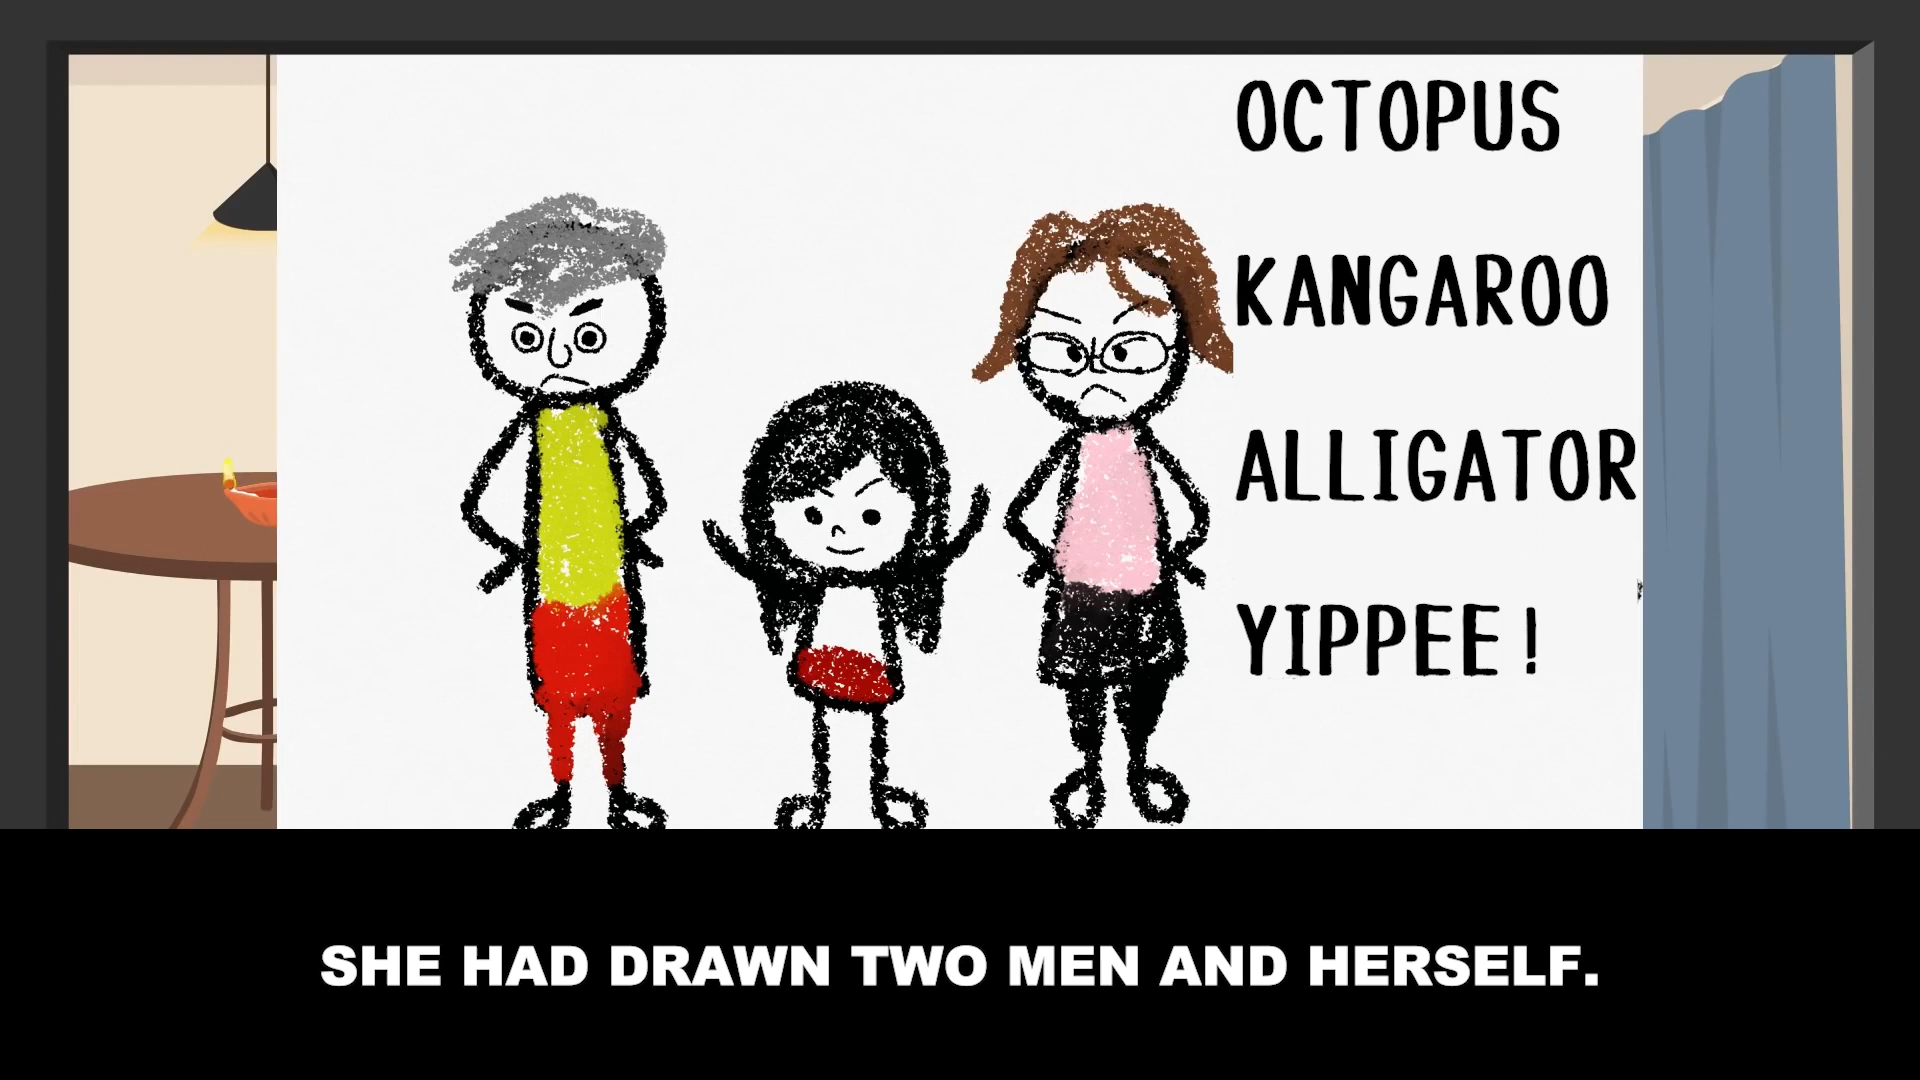 OCTOPUS
KANGAROO
ALLIGATOR
YIPPEE!
SHE HAD DRAWN TWO MEN AND HERSELF.